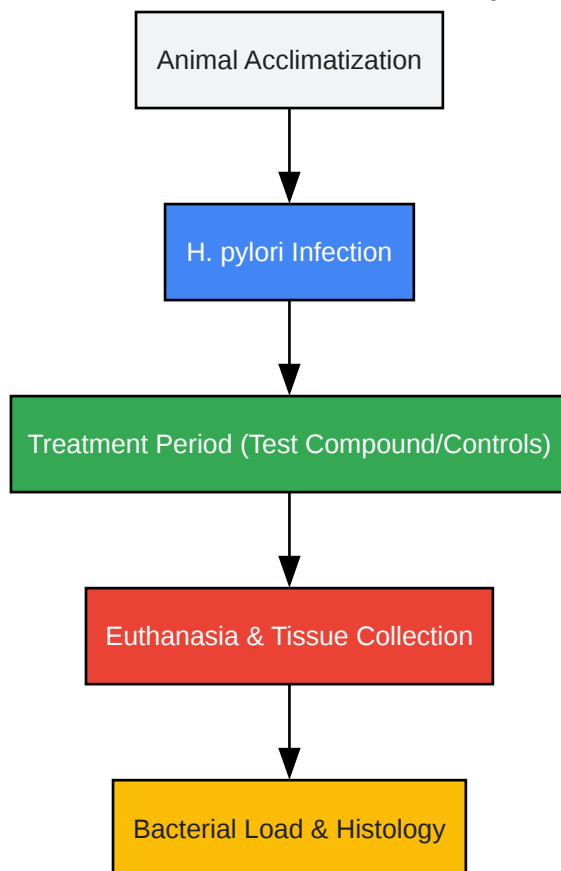 Animal Acclimatization
H. pylori Infection
Treatment Period (Test Compound/Controls)
Euthanasia & Tissue Collection
Bacterial Load & Histology